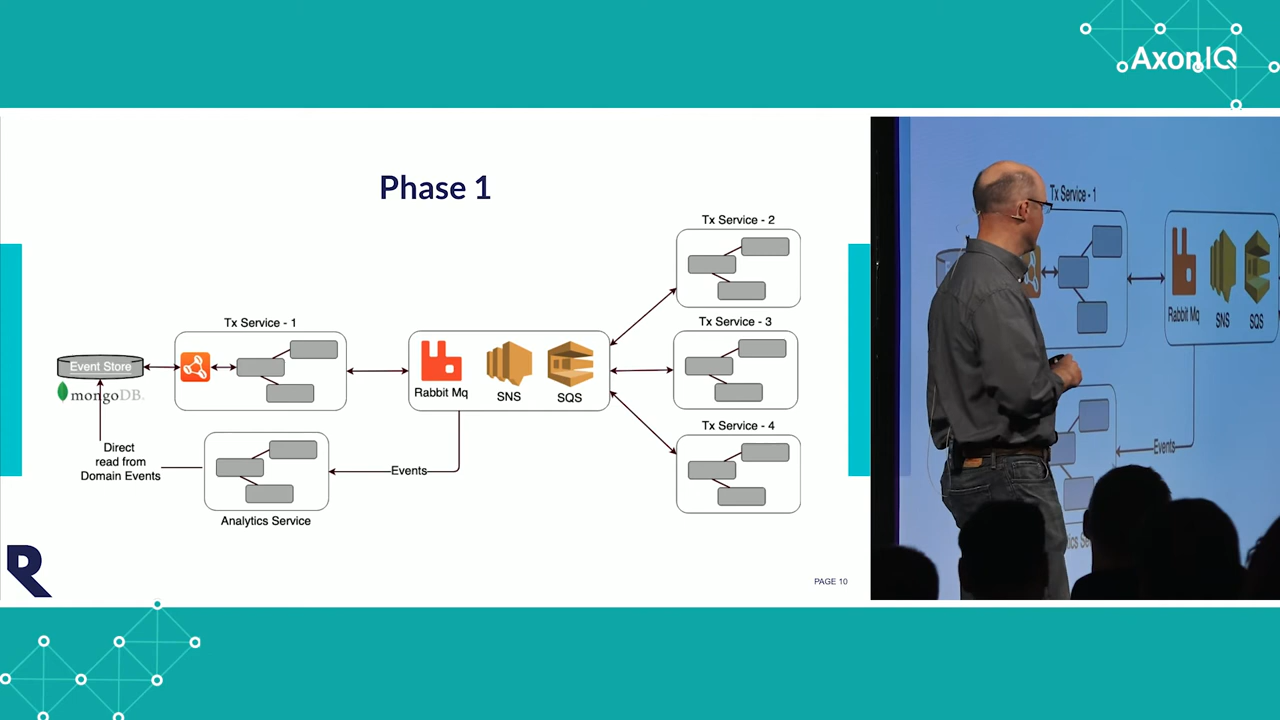 AxonIQ
Phase 1
Tx Service - 2
Tx Service - 1
Tx Service - 3
Event Store
mongoDB.
Rabbit Mq
SNS
SQS
Tx Service - 4
Direct
read from
Domain Events
Events
Analytics Service
R
PAGE 10
Tx Service - 1
Rabbit Mq
SNS
SQS
Events